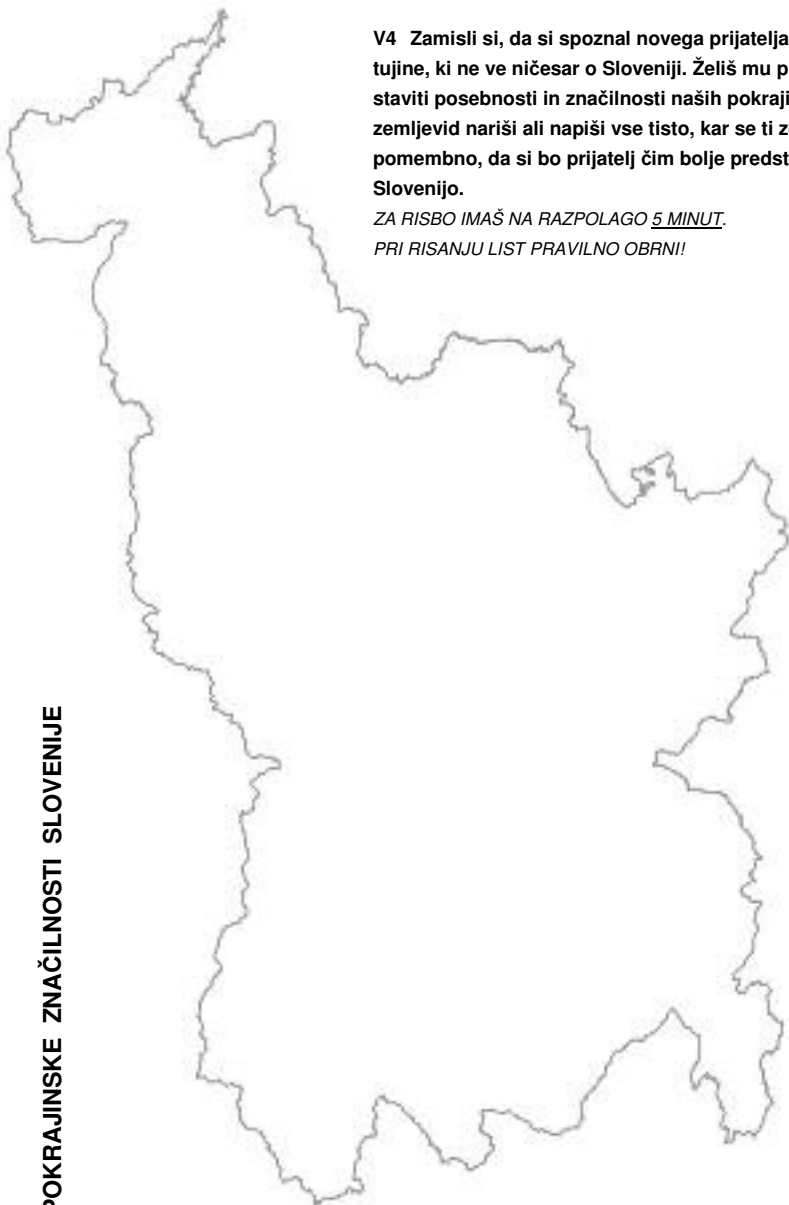 V4 Zamisli si, da si spoznal novega prijatelja
tujine, ki ne ve ničesar o Sloveniji. Želiš mu p
staviti posebnosti in značilnosti naših pokraji
zemljevid nariši ali napiši vse tisto, kar se ti z
pomembno, da si bo prijatelj čim bolje predst
Slovenijo.
ZA RISBO IMAŠ NA RAZPOLAGO 5 MINUT.
PRI RISANJU LIST PRAVILNO OBRNI!
POKRAJINSKE ZNAČILNOSTI SLOVENIJE